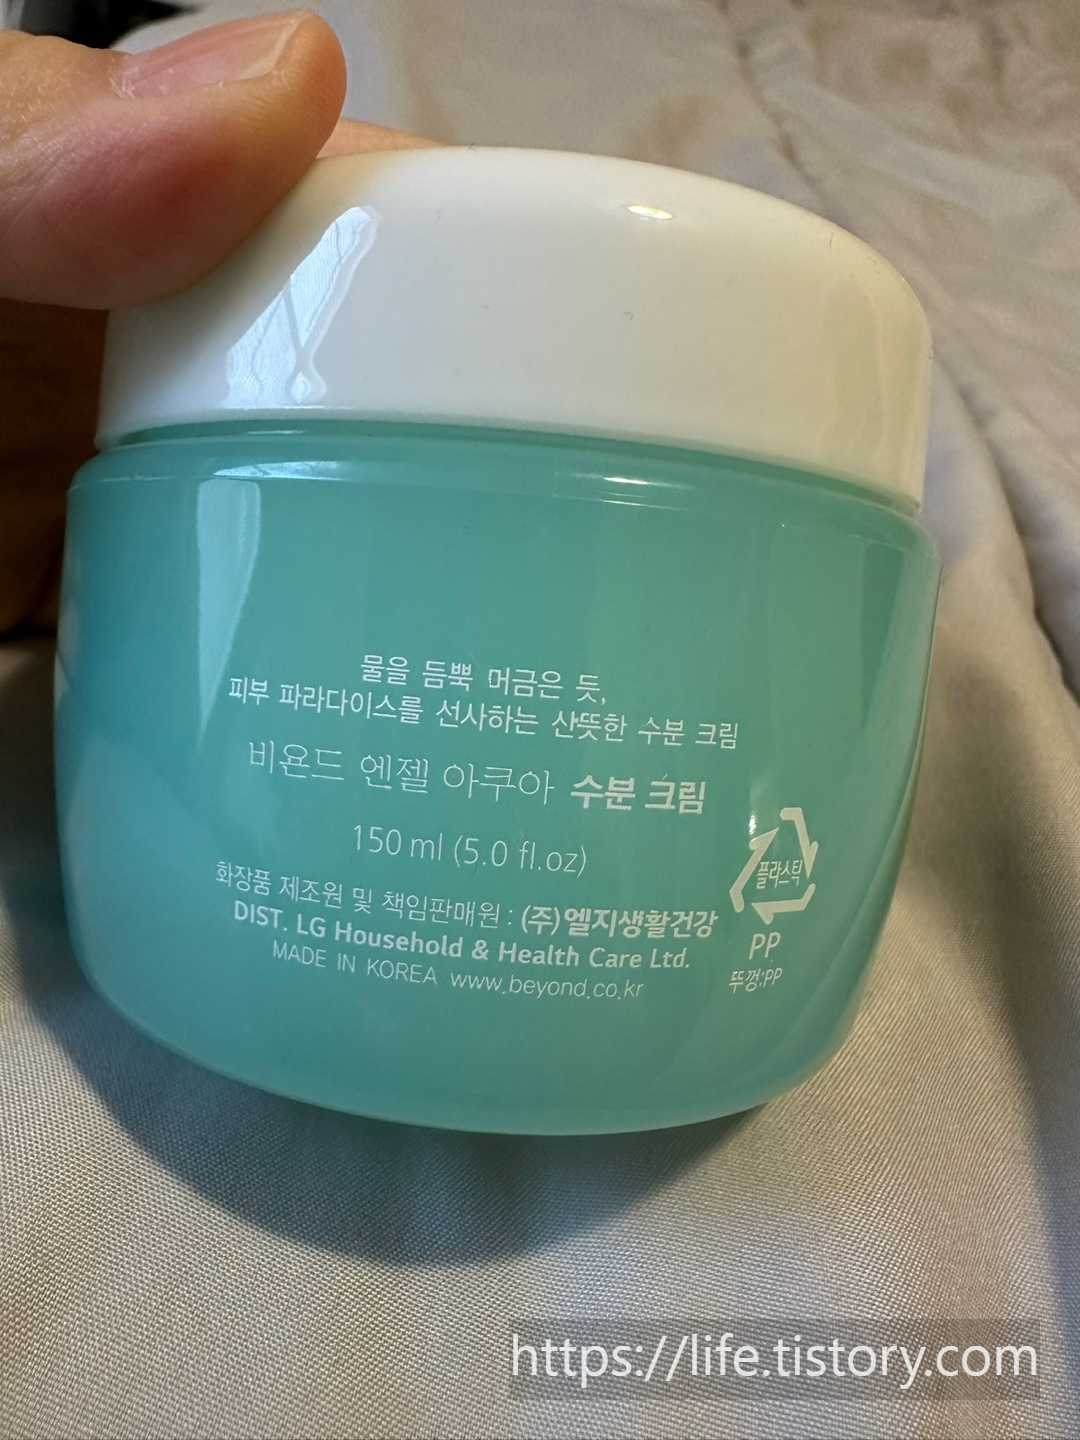 물을 듬뿍 머금은 듯,
피부 파라다이스를 선사하는 산뜻한 수분 크림
비욘드 엔젤 아쿠아 수분 크림
150 ml (5.0 fl.oz)
화장품 제조원 및 책임판매원 : (주)엘지생활건강
DIST. LG Household & Health Care Ltd.
MADE IN KOREA www.beyond.co.kr
플라스틱
PP
뚜껑:PP
https://life.tistory.com